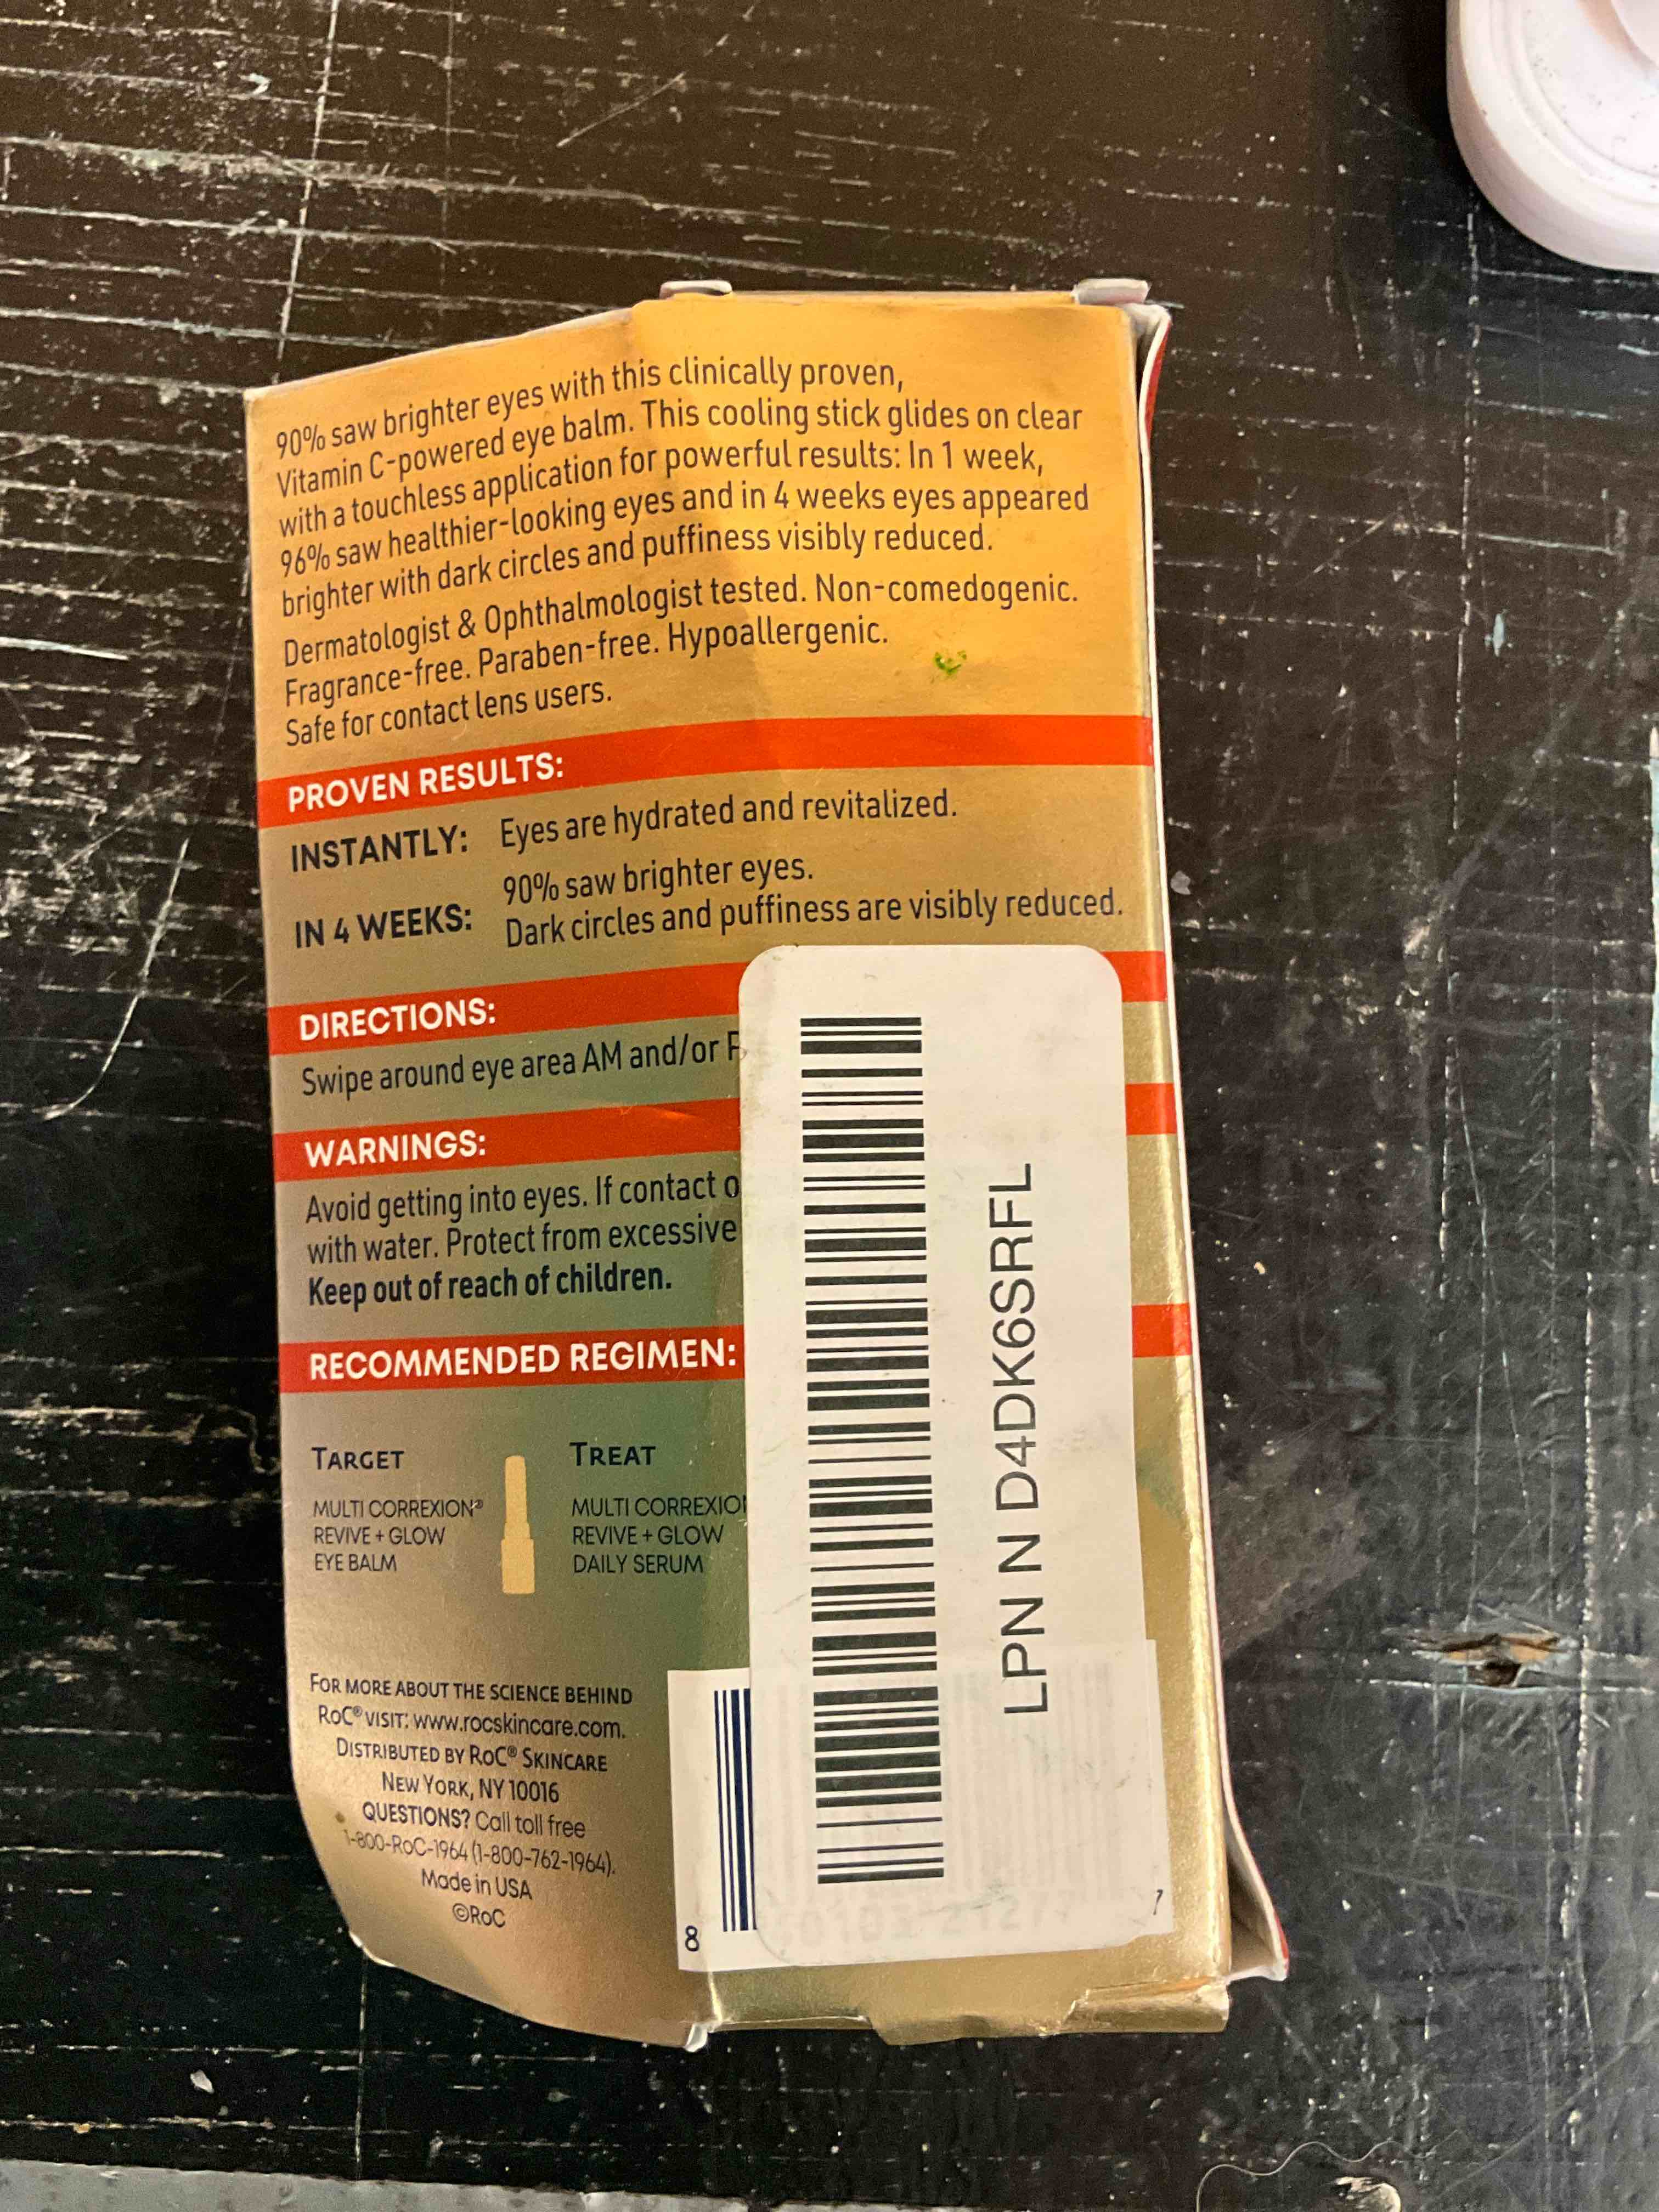 90% saw brighter eyes with this clinically proven,
Vitamin C-powered eye balm. This cooling stick glides on clear
with a touchless application for powerful results: In 1 week,
96% saw healthier-looking eyes and in 4 weeks eyes appeared
brighter with dark circles and puffiness visibly reduced.
Dermatologist & Ophthalmologist tested. Non-comedogenic.
Fragrance-free. Paraben-free. Hypoallergenic.
Safe for contact lens users.
PROVEN RESULTS:
INSTANTLY: Eyes are hydrated and revitalized.
IN 4 WEEKS: 90% saw brighter eyes.
Dark circles and puffiness are visibly reduced.
DIRECTIONS:
Swipe around eye area AM and/or
WARNINGS:
Avoid getting into eyes. If contact
with water. Protect from excessive
Keep out of reach of children.
RECOMMENDED REGIMEN:
TARGET
MULTI CORREXION®
REVIVE + GLOW
EYE BALM
TREAT
MULTI CORREXIO
REVIVE + GLOW
DAILY SERUM
FOR MORE ABOUT THE SCIENCE BEHIND
RoC® VISIT: www.rocskincare.com.
DISTRIBUTED BY RoC® SKINCARE
NEW YORK, NY 10016
QUESTIONS? Call toll free
1-800-RoC-1964 (1-800-762-1964).
Made in USA
©RoC
LPN N D4DK6SRFL
8
7